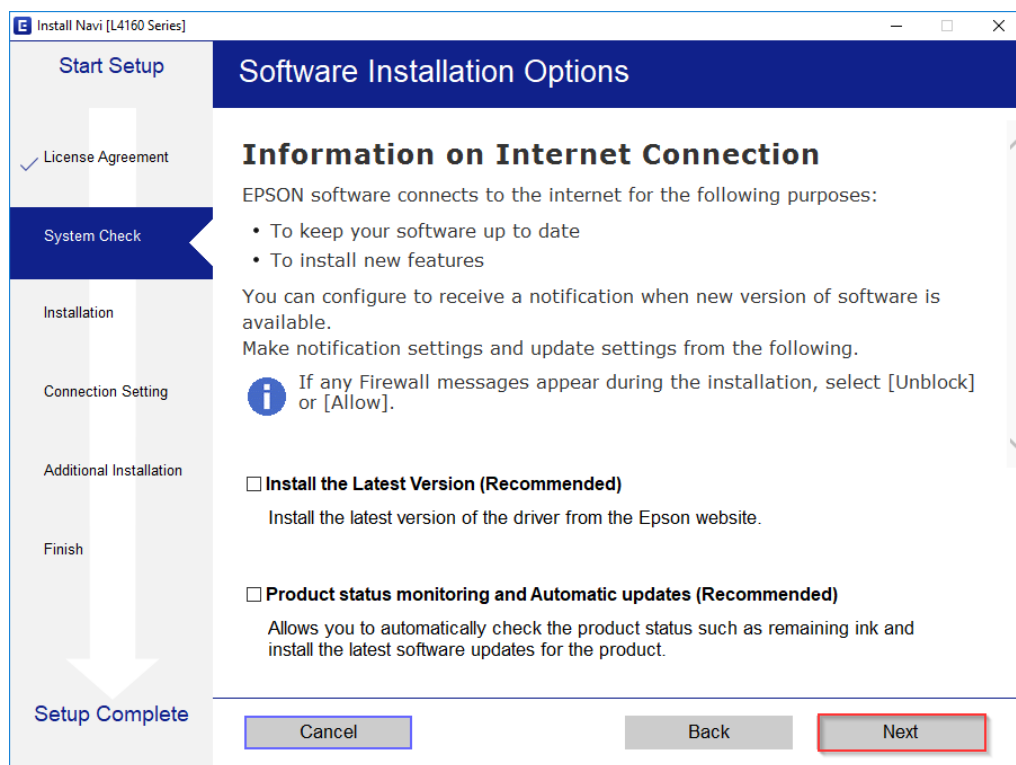 E Install Navi [L4160 Series]
Start Setup
License Agreement
System Check
Installation
Connection Setting
Additional Installation
Finish
Setup Complete
Software Installation Options
Information on Internet Connection
EPSON software connects to the internet for the following purposes:
• To keep your software up to date
• To install new features
You can configure to receive a notification when new version of software is
available.
Make notification settings and update settings from the following.
i If any Firewall messages appear during the installation, select [Unblock]
or [Allow].
Install the Latest Version (Recommended)
Install the latest version of the driver from the Epson website.
Product status monitoring and Automatic updates (Recommended)
Allows you to automatically check the product status such as remaining ink and
install the latest software updates for the product.
Cancel
Back
Next